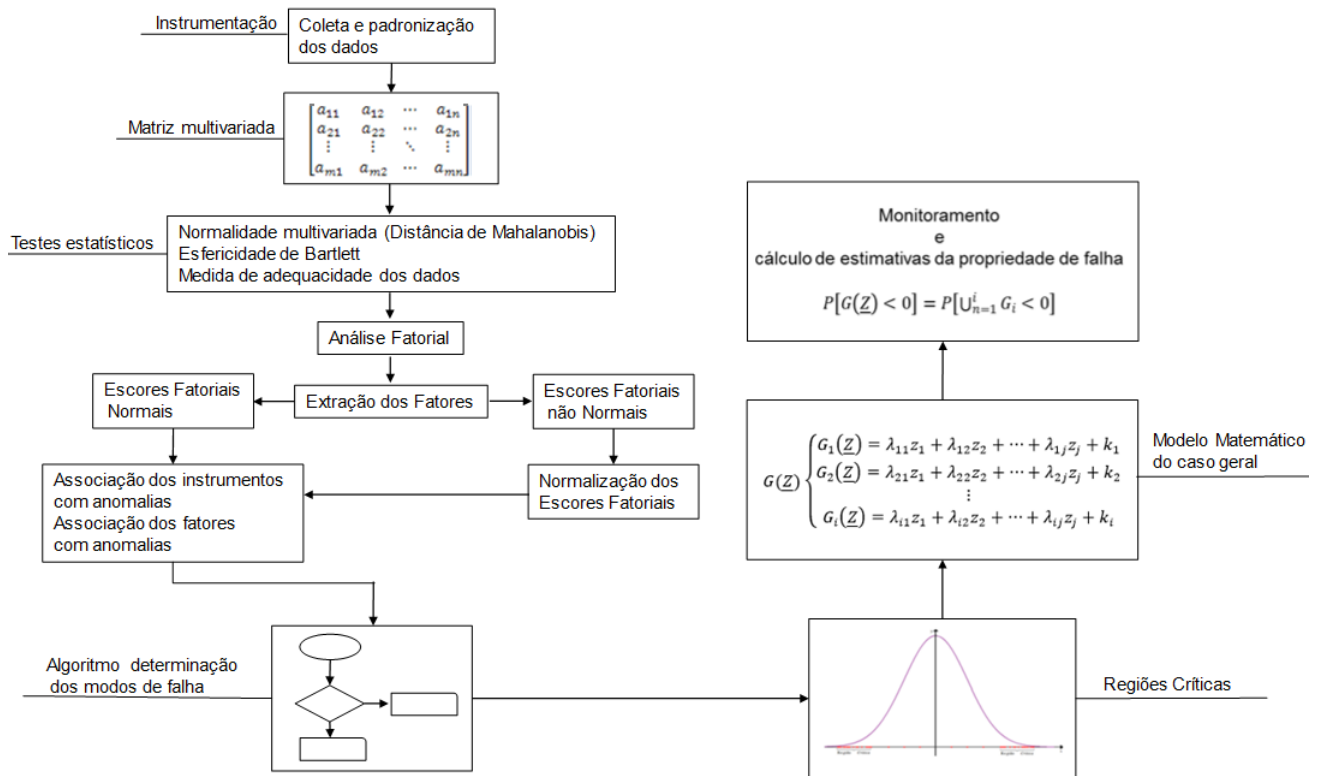 Instrumentação
Coleta e padronização
dos dados
Matriz multivariada
a₁₁ a₁₂ ⋯ a₁ₙ
a₂₁ a₂₂ ⋯ a₂ₙ
⋮ ⋮ ⋱ ⋮
aₘ₁ aₘ₂ ⋯ aₘₙ
Testes estatísticos
Normalidade multivariada (Distância de Mahalanobis)
Esfericidade de Bartlett
Medida de adequacidade dos dados
Análise Fatorial
Extração dos Fatores
Escores Fatoriais
Normais
Escores Fatoriais
não Normais
Normalização dos
Escores Fatoriais
Associação dos instrumentos
com anomalias
Associação dos fatores
com anomalias
Algoritmo determinação
dos modos de falha
Região - Crítica
Região - Crítica
Regiões Críticas
G(Z)
G₁(Z) = λ₁₁z₁ + λ₁₂z₂ + ⋯ + λ₁ⱼzⱼ + k₁
G₂(Z) = λ₂₁z₁ + λ₂₂z₂ + ⋯ + λ₂ⱼzⱼ + k₂
⋮
Gᵢ(Z) = λᵢ₁z₁ + λᵢ₂z₂ + ⋯ + λᵢⱼzⱼ + kᵢ
Modelo Matemático
do caso geral
Monitoramento
e
cálculo de estimativas da propriedade de falha
P[G(Z) < 0] = P[⋃ⁱₙ₌₁ Gᵢ < 0]